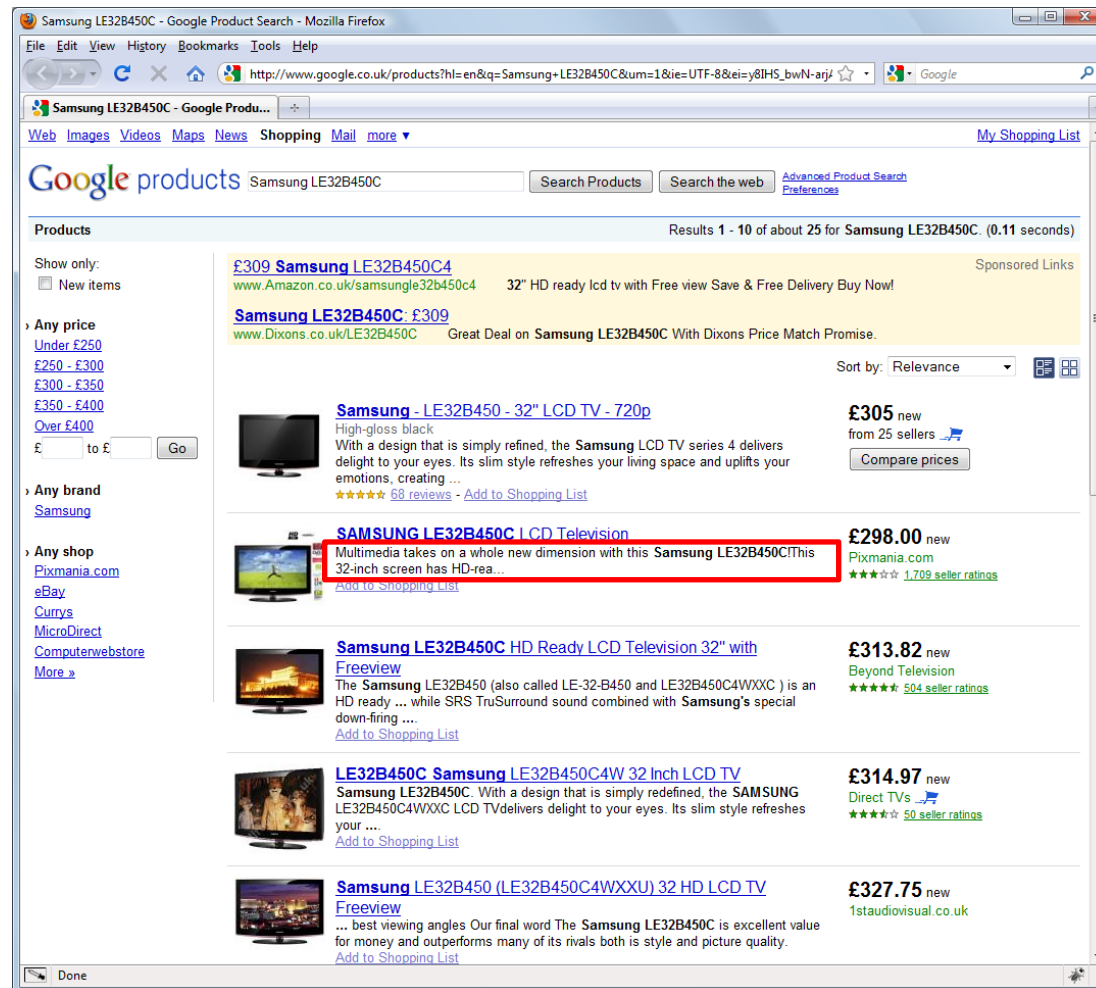 Samsung LE32B450C - Google Product Search - Mozilla Firefox
File Edit View History Bookmarks Tools Help
http://www.google.co.uk/products?hl=en&q=Samsung+LE32B450C&um=1&ie=UTF-8&ei=y8IHS_bwN-arj Google
Samsung LE32B450C - Google Produ...
Web Images Videos Maps News Shopping Mail more ▼ My Shopping List
Google products Samsung LE32B450C Search Products Search the web Advanced Product Search
Preferences
Products Results 1 - 10 of about 25 for Samsung LE32B450C. (0.11 seconds)
Show only:
New items
› Any price
Under £250
£250 - £300
£300 - £350
£350 - £400
Over £400
£ to £ Go
› Any brand
Samsung
› Any shop
Pixmania.com
eBay
Currys
MicroDirect
Computerwebstore
More »
£309 Samsung LE32B450C4 Sponsored Links
www.Amazon.co.uk/samsungle32b450c4 32" HD ready lcd tv with Free view Save & Free Delivery Buy Now!
Samsung LE32B450C: £309
www.Dixons.co.uk/LE32B450C Great Deal on Samsung LE32B450C With Dixons Price Match Promise.
Sort by: Relevance
Samsung - LE32B450 - 32" LCD TV - 720p
High-gloss black
With a design that is simply refined, the Samsung LCD TV series 4 delivers
delight to your eyes. Its slim style refreshes your living space and uplifts your
emotions, creating ...
68 reviews - Add to Shopping List
£305 new
from 25 sellers
Compare prices
SAMSUNG LE32B450C LCD Television
Multimedia takes on a whole new dimension with this Samsung LE32B450C!This
32-inch screen has HD-rea...
Add to Shopping List
£298.00 new
Pixmania.com
1,709 seller ratings
Samsung LE32B450C HD Ready LCD Television 32" with
Freeview
The Samsung LE32B450 (also called LE-32-B450 and LE32B450C4WXXC ) is an
HD ready ... while SRS TruSurround sound combined with Samsung's special
down-firing ....
Add to Shopping List
£313.82 new
Beyond Television
504 seller ratings
LE32B450C Samsung LE32B450C4W 32 Inch LCD TV
Samsung LE32B450C. With a design that is simply redefined, the SAMSUNG
LE32B450C4WXXC LCD TVdelivers delight to your eyes. Its slim style refreshes
your ....
Add to Shopping List
£314.97 new
Direct TVs
50 seller ratings
Samsung LE32B450 (LE32B450C4WXXU) 32 HD LCD TV
Freeview
... best viewing angles Our final word The Samsung LE32B450C is excellent value
for money and outperforms many of its rivals both is style and picture quality.
Add to Shopping List
£327.75 new
1staudiovisual.co.uk
Done